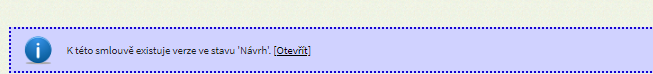 K této smlouvě existuje verze ve stavu 'Návrh'. [Otevřít]